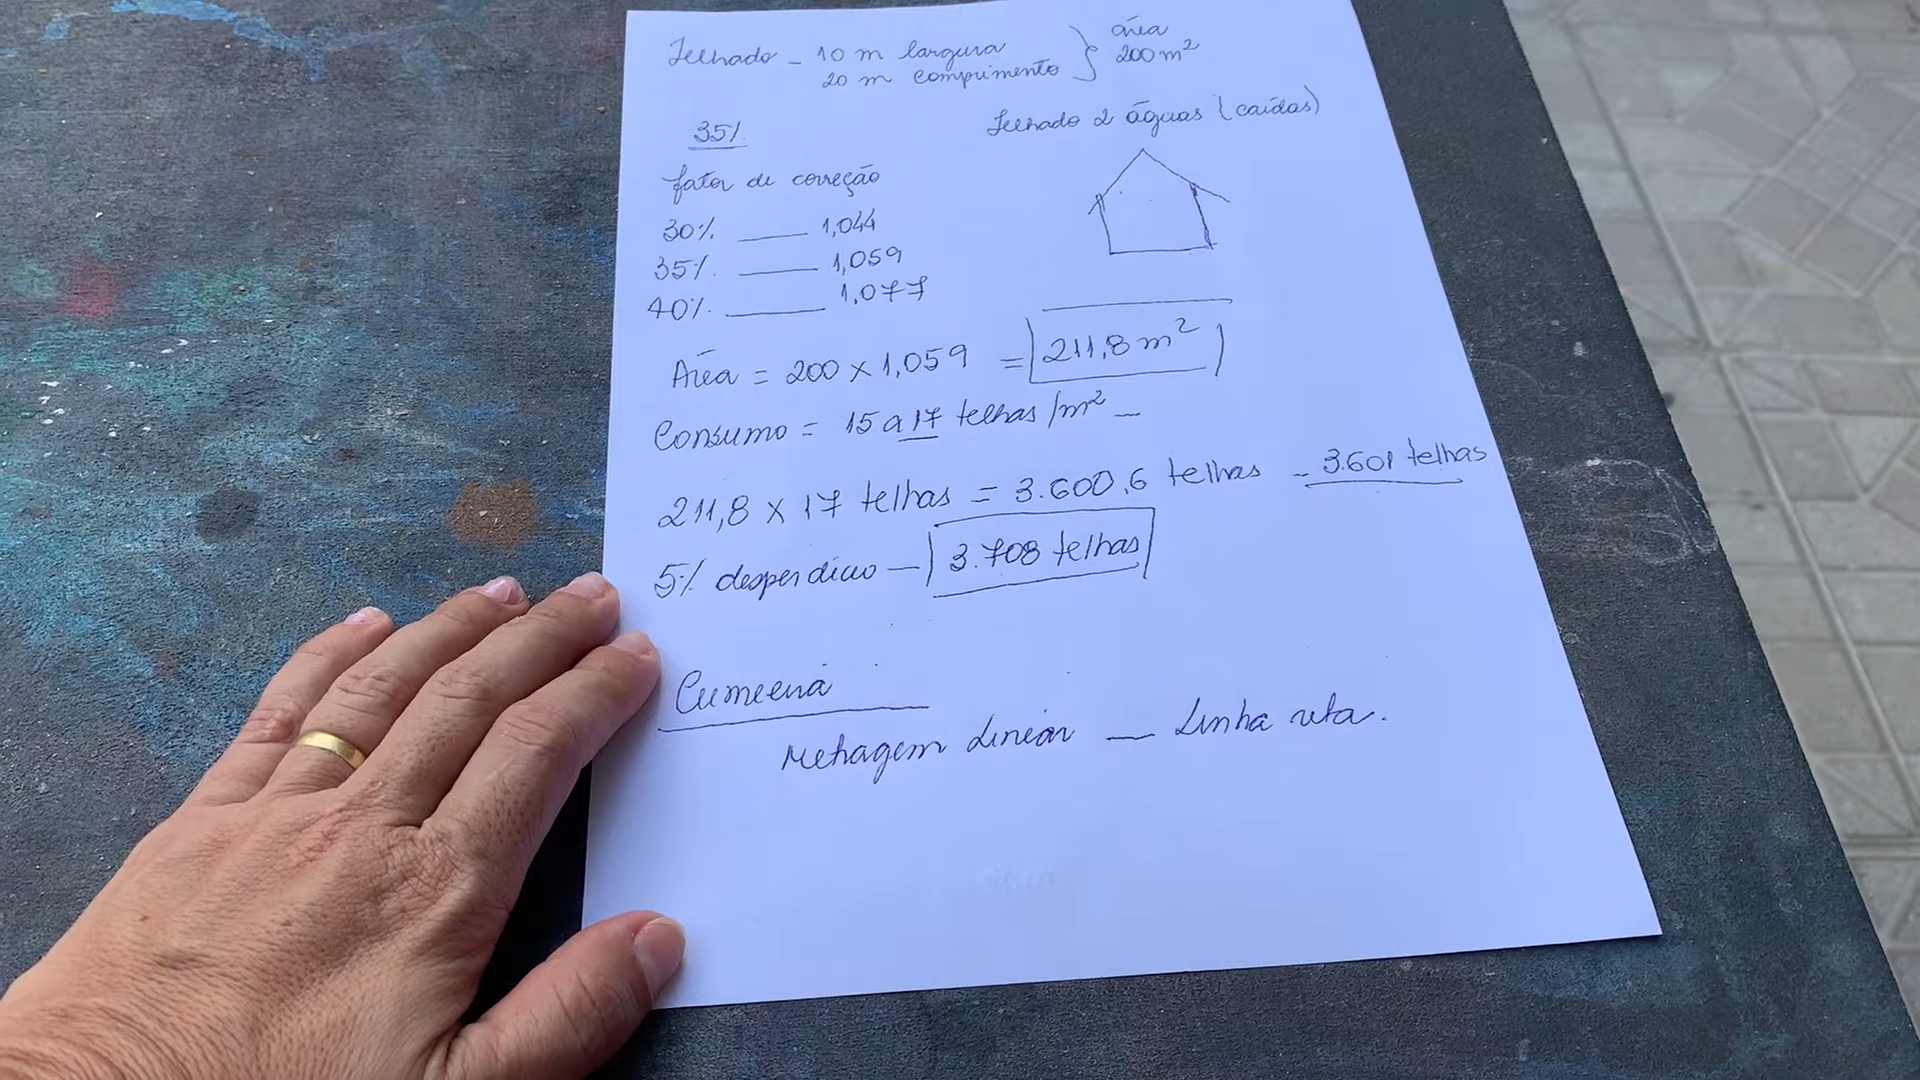 Telhado - 10 m largura
20 m comprimento } área 200 m²
35%
Telhado 2 águas (caídas)
fator de correção
30% ___ 1,044
35% ___ 1,059
40% ___ 1,077
Área = 200 x 1,059 = 211,8 m²
Consumo = 15 a 17 telhas/m² -
211,8 x 17 telhas = 3.600,6 telhas - 3.601 telhas
5% desperdício - 3.708 telhas
Cumeeira
Metragem Linear - Linha reta.